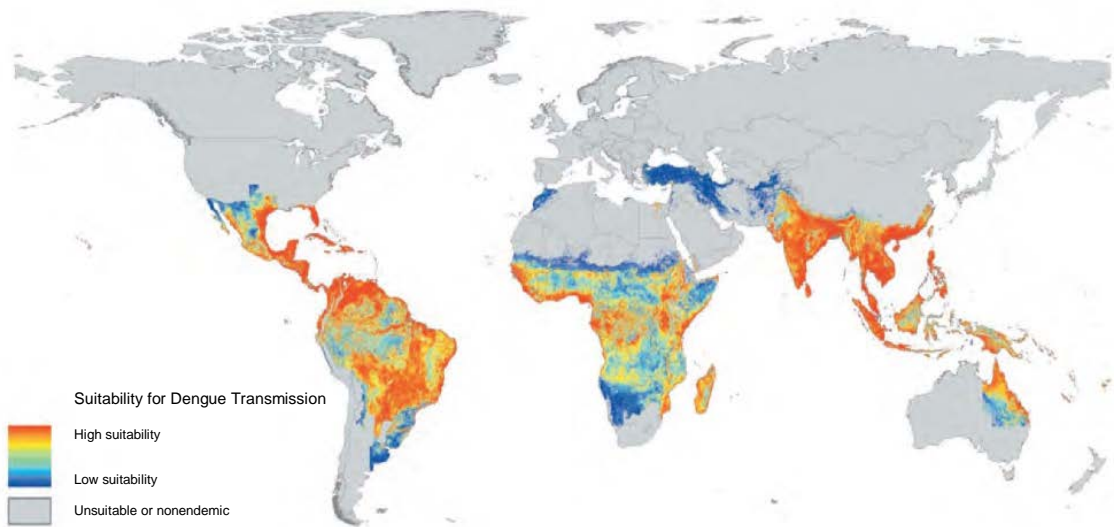 Suitability for Dengue Transmission
High suitability
Low suitability
Unsuitable or nonendemic